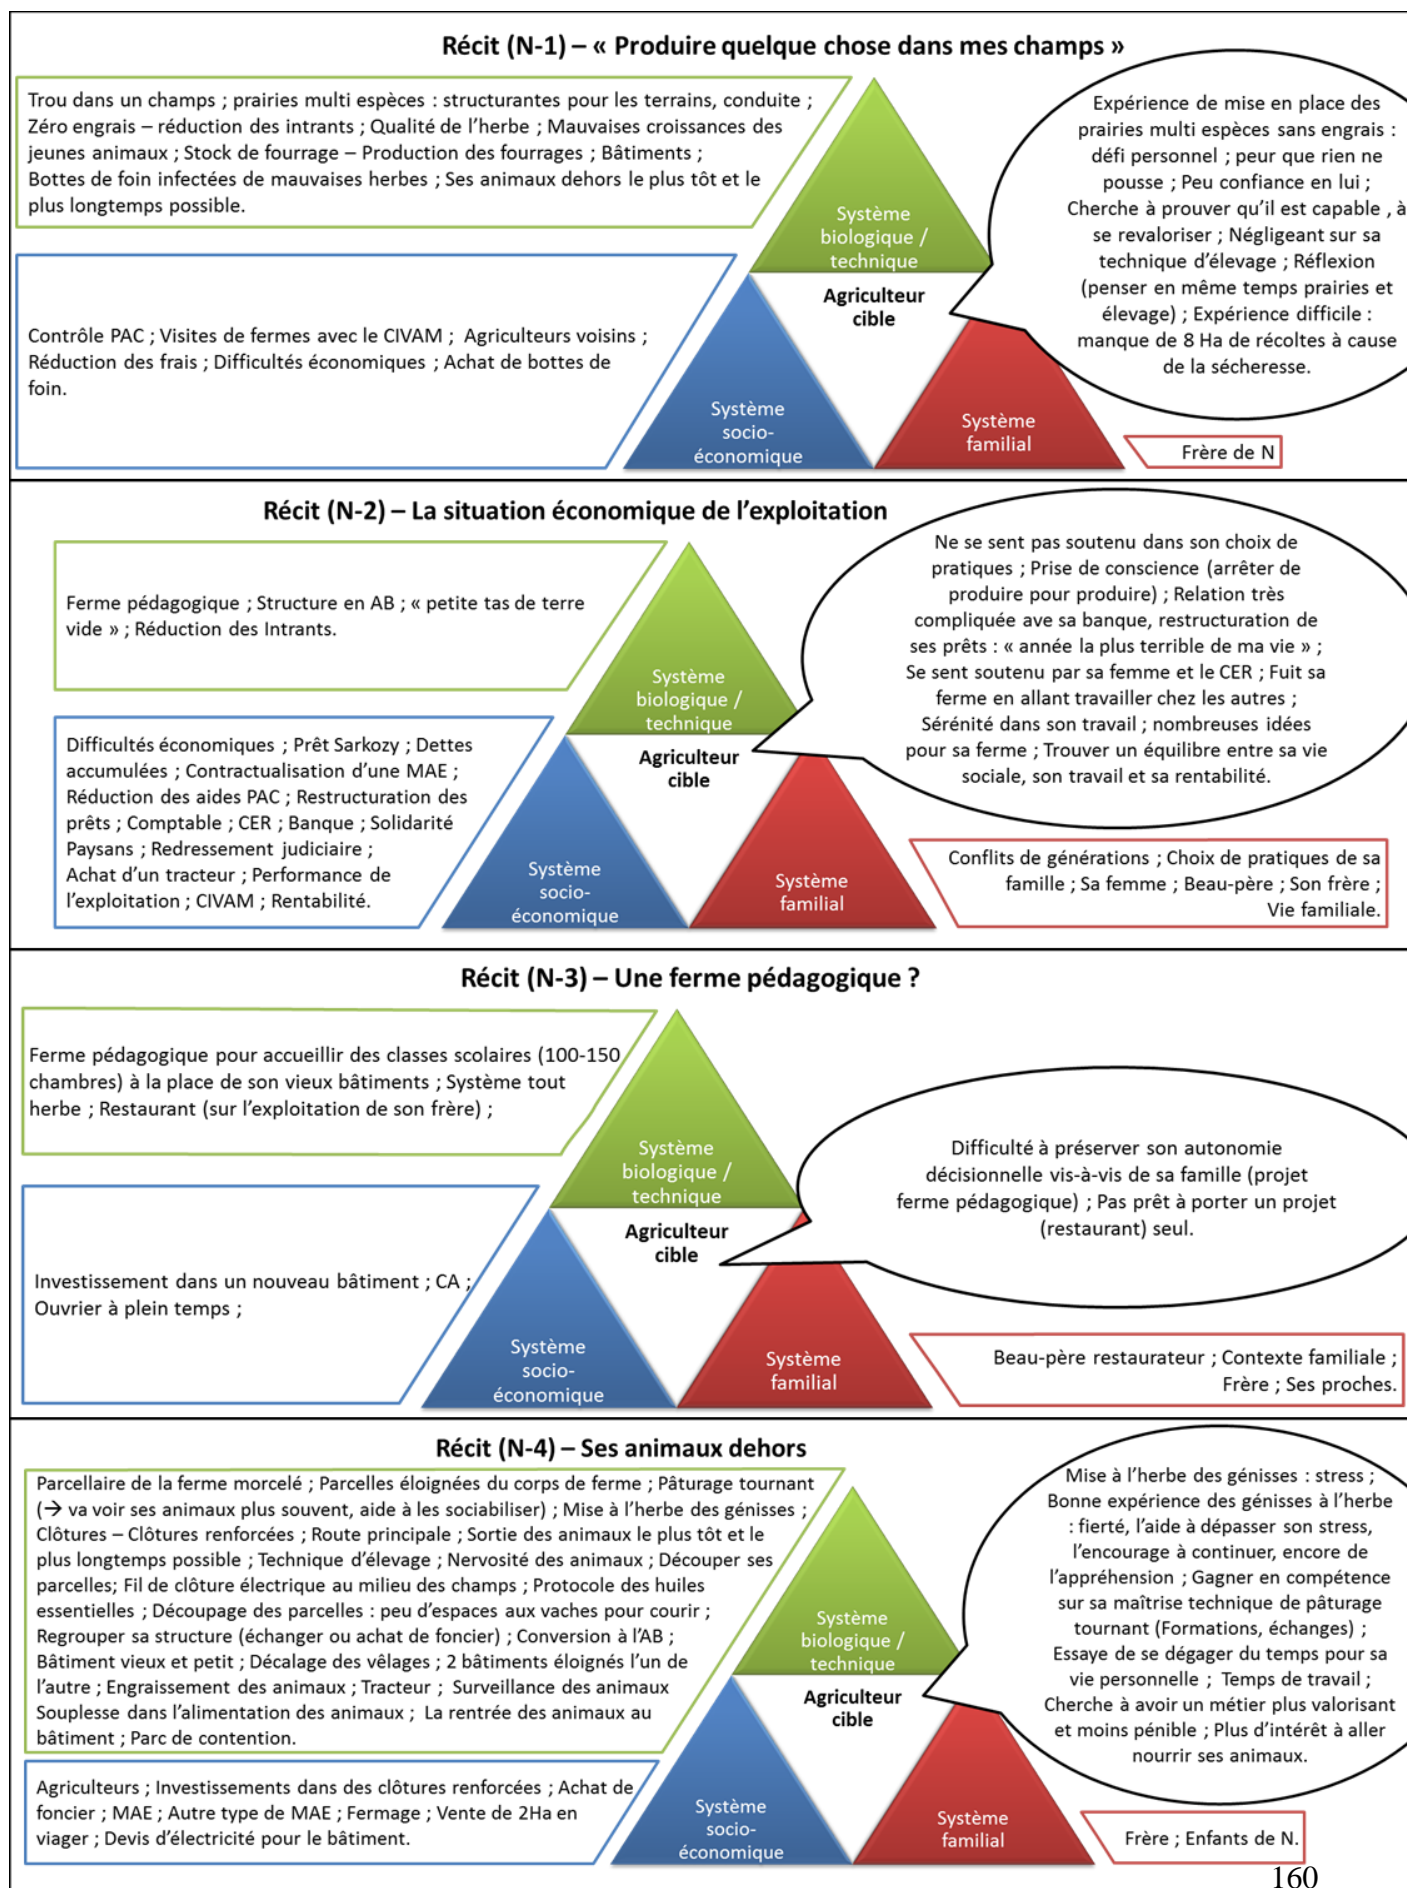 Récit (N-1) – « Produire quelque chose dans mes champs »
Trou dans un champs ; prairies multi espèces : structurantes pour les terrains, conduite ;
Zéro engrais – réduction des intrants ; Qualité de l’herbe ; Mauvaises croissances des
jeunes animaux ; Stock de fourrage – Production des fourrages ; Bâtiments ;
Bottes de foin infectées de mauvaises herbes ; Ses animaux dehors le plus tôt et le
plus longtemps possible.
Contrôle PAC ; Visites de fermes avec le CIVAM ; Agriculteurs voisins ;
Réduction des frais ; Difficultés économiques ; Achat de bottes de
foin.
Système
biologique /
technique
Agriculteur
cible
Système
socio-
économique
Système
familial
Expérience de mise en place des
prairies multi espèces sans engrais :
défi personnel ; peur que rien ne
pousse ; Peu confiance en lui ;
Cherche à prouver qu’il est capable , à
se revaloriser ; Négligeant sur sa
technique d’élevage ; Réflexion
(penser en même temps prairies et
élevage) ; Expérience difficile :
manque de 8 Ha de récoltes à cause
de la sécheresse.
Frère de N
Récit (N-2) – La situation économique de l’exploitation
Ferme pédagogique ; Structure en AB ; « petite tas de terre
vide » ; Réduction des Intrants.
Difficultés économiques ; Prêt Sarkozy ; Dettes
accumulées ; Contractualisation d’une MAE ;
Réduction des aides PAC ; Restructuration des
prêts ; Comptable ; CER ; Banque ; Solidarité
Paysans ; Redressement judiciaire ;
Achat d’un tracteur ; Performance de
l’exploitation ; CIVAM ; Rentabilité.
Système
biologique /
technique
Agriculteur
cible
Système
socio-
économique
Système
familial
Ne se sent pas soutenu dans son choix de
pratiques ; Prise de conscience (arrêter de
produire pour produire) ; Relation très
compliquée ave sa banque, restructuration de
ses prêts : « année la plus terrible de ma vie » ;
Se sent soutenu par sa femme et le CER ; Fuit sa
ferme en allant travailler chez les autres ;
Sérénité dans son travail ; nombreuses idées
pour sa ferme ; Trouver un équilibre entre sa vie
sociale, son travail et sa rentabilité.
Conflits de générations ; Choix de pratiques de sa
famille ; Sa femme ; Beau-père ; Son frère ;
Vie familiale.
Récit (N-3) – Une ferme pédagogique ?
Ferme pédagogique pour accueillir des classes scolaires (100-150
chambres) à la place de son vieux bâtiments ; Système tout
herbe ; Restaurant (sur l’exploitation de son frère) ;
Investissement dans un nouveau bâtiment ; CA ;
Ouvrier à plein temps ;
Système
biologique /
technique
Agriculteur
cible
Système
socio-
économique
Système
familial
Difficulté à préserver son autonomie
décisionnelle vis-à-vis de sa famille (projet
ferme pédagogique) ; Pas prêt à porter un projet
(restaurant) seul.
Beau-père restaurateur ; Contexte familiale ;
Frère ; Ses proches.
Récit (N-4) – Ses animaux dehors
Parcellaire de la ferme morcelé ; Parcelles éloignées du corps de ferme ; Pâturage tournant
(→ va voir ses animaux plus souvent, aide à les sociabiliser) ; Mise à l’herbe des génisses ;
Clôtures – Clôtures renforcées ; Route principale ; Sortie des animaux le plus tôt et le
plus longtemps possible ; Technique d’élevage ; Nervosité des animaux ; Découper ses
parcelles; Fil de clôture électrique au milieu des champs ; Protocole des huiles
essentielles ; Découpage des parcelles : peu d’espaces aux vaches pour courir ;
Regrouper sa structure (échanger ou achat de foncier) ; Conversion à l’AB ;
Bâtiment vieux et petit ; Décalage des vêlages ; 2 bâtiments éloignés l’un de
l’autre ; Engraissement des animaux ; Tracteur ; Surveillance des animaux
Souplesse dans l’alimentation des animaux ; La rentrée des animaux au
bâtiment ; Parc de contention.
Agriculteurs ; Investissements dans des clôtures renforcées ; Achat de
foncier ; MAE ; Autre type de MAE ; Fermage ; Vente de 2Ha en
viager ; Devis d’électricité pour le bâtiment.
Système
biologique /
technique
Agriculteur
cible
Système
socio-
économique
Système
familial
Mise à l’herbe des génisses : stress ;
Bonne expérience des génisses à l’herbe
: fierté, l’aide à dépasser son stress,
l’encourage à continuer, encore de
l’appréhension ; Gagner en compétence
sur sa maîtrise technique de pâturage
tournant (Formations, échanges) ;
Essaye de se dégager du temps pour sa
vie personnelle ; Temps de travail ;
Cherche à avoir un métier plus valorisant
et moins pénible ; Plus d’intérêt à aller
nourrir ses animaux.
Frère ; Enfants de N.
160